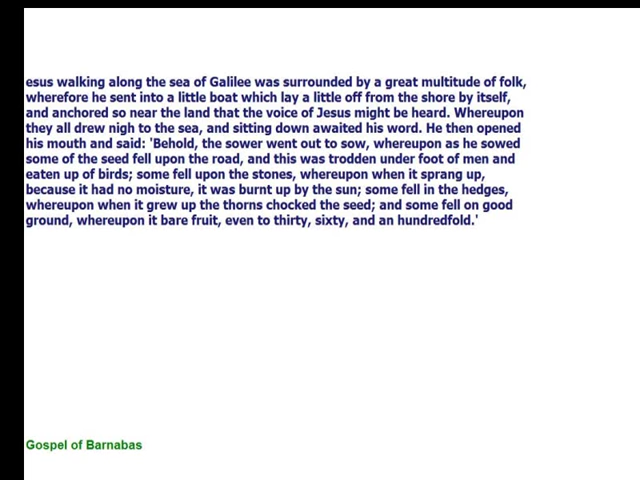 esus walking along the sea of Galilee was surrounded by a great multitude of folk,
wherefore he sent into a little boat which lay a little off from the shore by itself,
and anchored so near the land that the voice of Jesus might be heard. Whereupon
they all drew nigh to the sea, and sitting down awaited his word. He then opened
his mouth and said: 'Behold, the sower went out to sow, whereupon as he sowed
some of the seed fell upon the road, and this was trodden under foot of men and
eaten up of birds; some fell upon the stones, whereupon when it sprang up,
because it had no moisture, it was burnt up by the sun; some fell in the hedges,
whereupon when it grew up the thorns chocked the seed; and some fell on good
ground, whereupon it bare fruit, even to thirty, sixty, and an hundredfold.'
Gospel of Barnabas